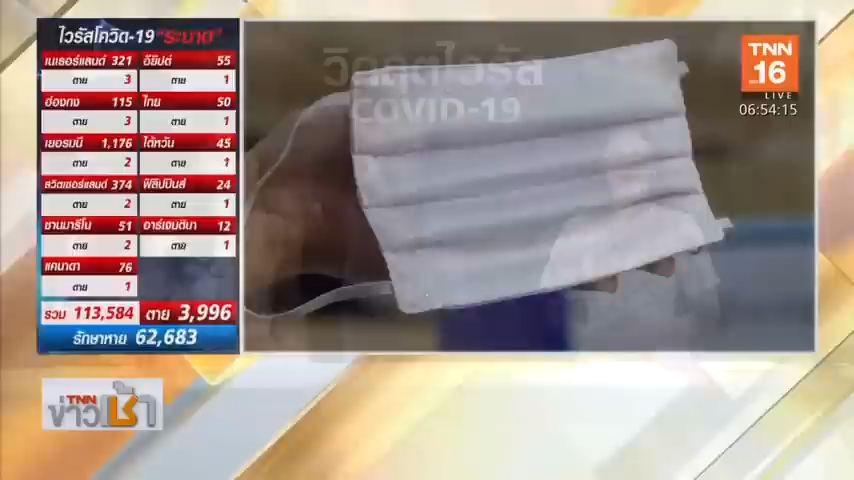 ไวรัสโควิด-19 "ระบาด"
เนเธอร์แลนด์ 321 อียิปต์ 55
ตาย 3 ตาย 1
ฮ่องกง 115 ไทย 50
ตาย 3 ตาย 1
เยอรมนี 1,176 ไต้หวัน 45
ตาย 2 ตาย 1
สวิตเซอร์แลนด์ 374 ฟิลิปปินส์ 24
ตาย 2 ตาย 1
ซานมารีโน 51 อาร์เจนตินา 12
ตาย 2 ตาย 1
แคนาดา 76
ตาย 1
รวม 113,584 ตาย 3,996
รักษาหาย 62,683
วิกฤตไวรัส
COVID-19
TNN
16
LIVE
06:54:15
TNN
ข่าวเช้า